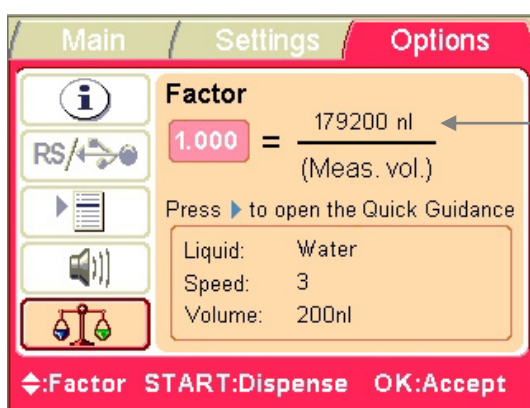 Main Settings Options
Factor
1.000 = 179200 nl
(Meas. vol.)
RS/
Press ▶ to open the Quick Guidance
Liquid: Water
Speed: 3
Volume: 200nl
:Factor START:Dispense OK:Accept